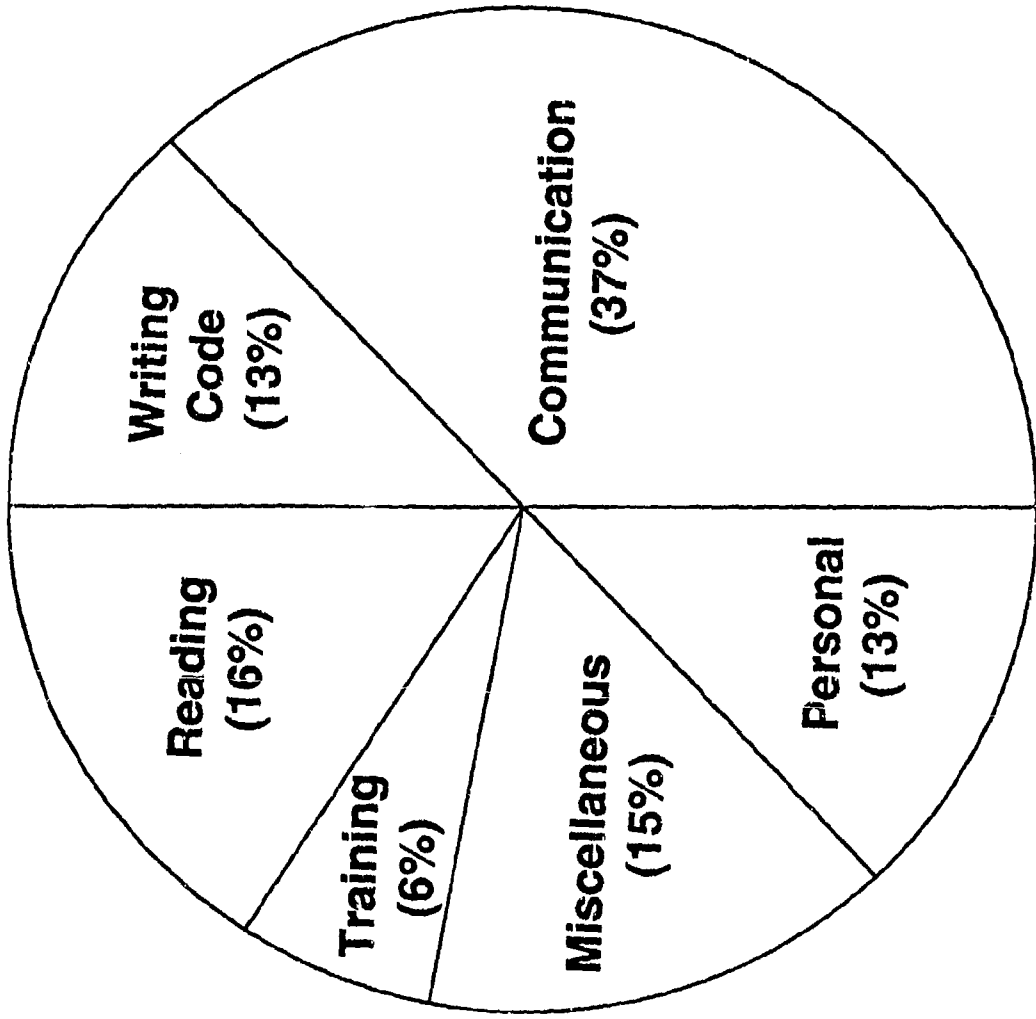 Writing
Code
(13%)
Communication
(37%)
Reading
(16%)
Training
(6%)
Miscellaneous
(15%)
Personal
(13%)